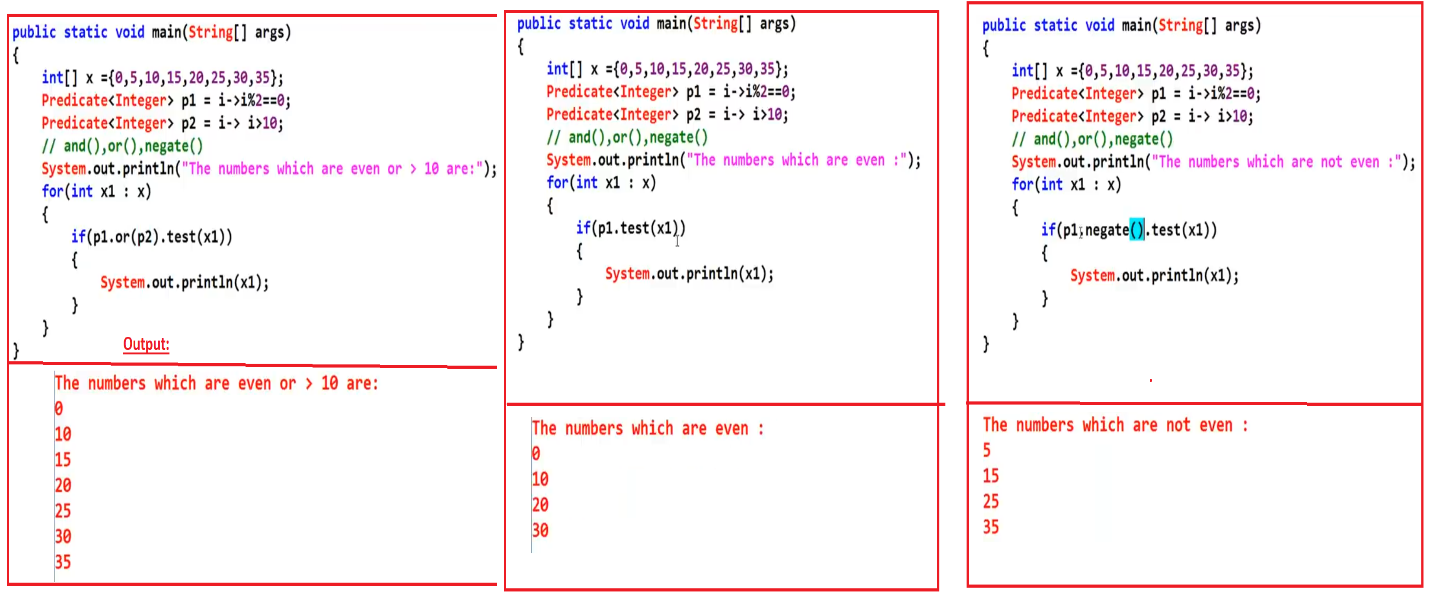 public static void main(String[] args)
{
int[] x ={0,5,10,15,20,25,30,35};
Predicate<Integer> p1 = i->i%2==0;
Predicate<Integer> p2 = i-> i>10;
// and(),or(),negate()
System.out.println("The numbers which are even or > 10 are:");
for(int x1 : x)
{
if(p1.or(p2).test(x1))
{
System.out.println(x1);
}
}
}
Output:
The numbers which are even or > 10 are:
0
10
15
20
25
30
35
public static void main(String[] args)
{
int[] x ={0,5,10,15,20,25,30,35};
Predicate<Integer> p1 = i->i%2==0;
Predicate<Integer> p2 = i-> i>10;
// and(),or(),negate()
System.out.println("The numbers which are even :");
for(int x1 : x)
{
if(p1.test(x1))
{
System.out.println(x1);
}
}
}
The numbers which are even :
0
10
20
30
public static void main(String[] args)
{
int[] x ={0,5,10,15,20,25,30,35};
Predicate<Integer> p1 = i->i%2==0;
Predicate<Integer> p2 = i-> i>10;
// and(),or(),negate()
System.out.println("The numbers which are not even :");
for(int x1 : x)
{
if(p1.negate().test(x1))
{
System.out.println(x1);
}
}
}
The numbers which are not even :
5
15
25
35